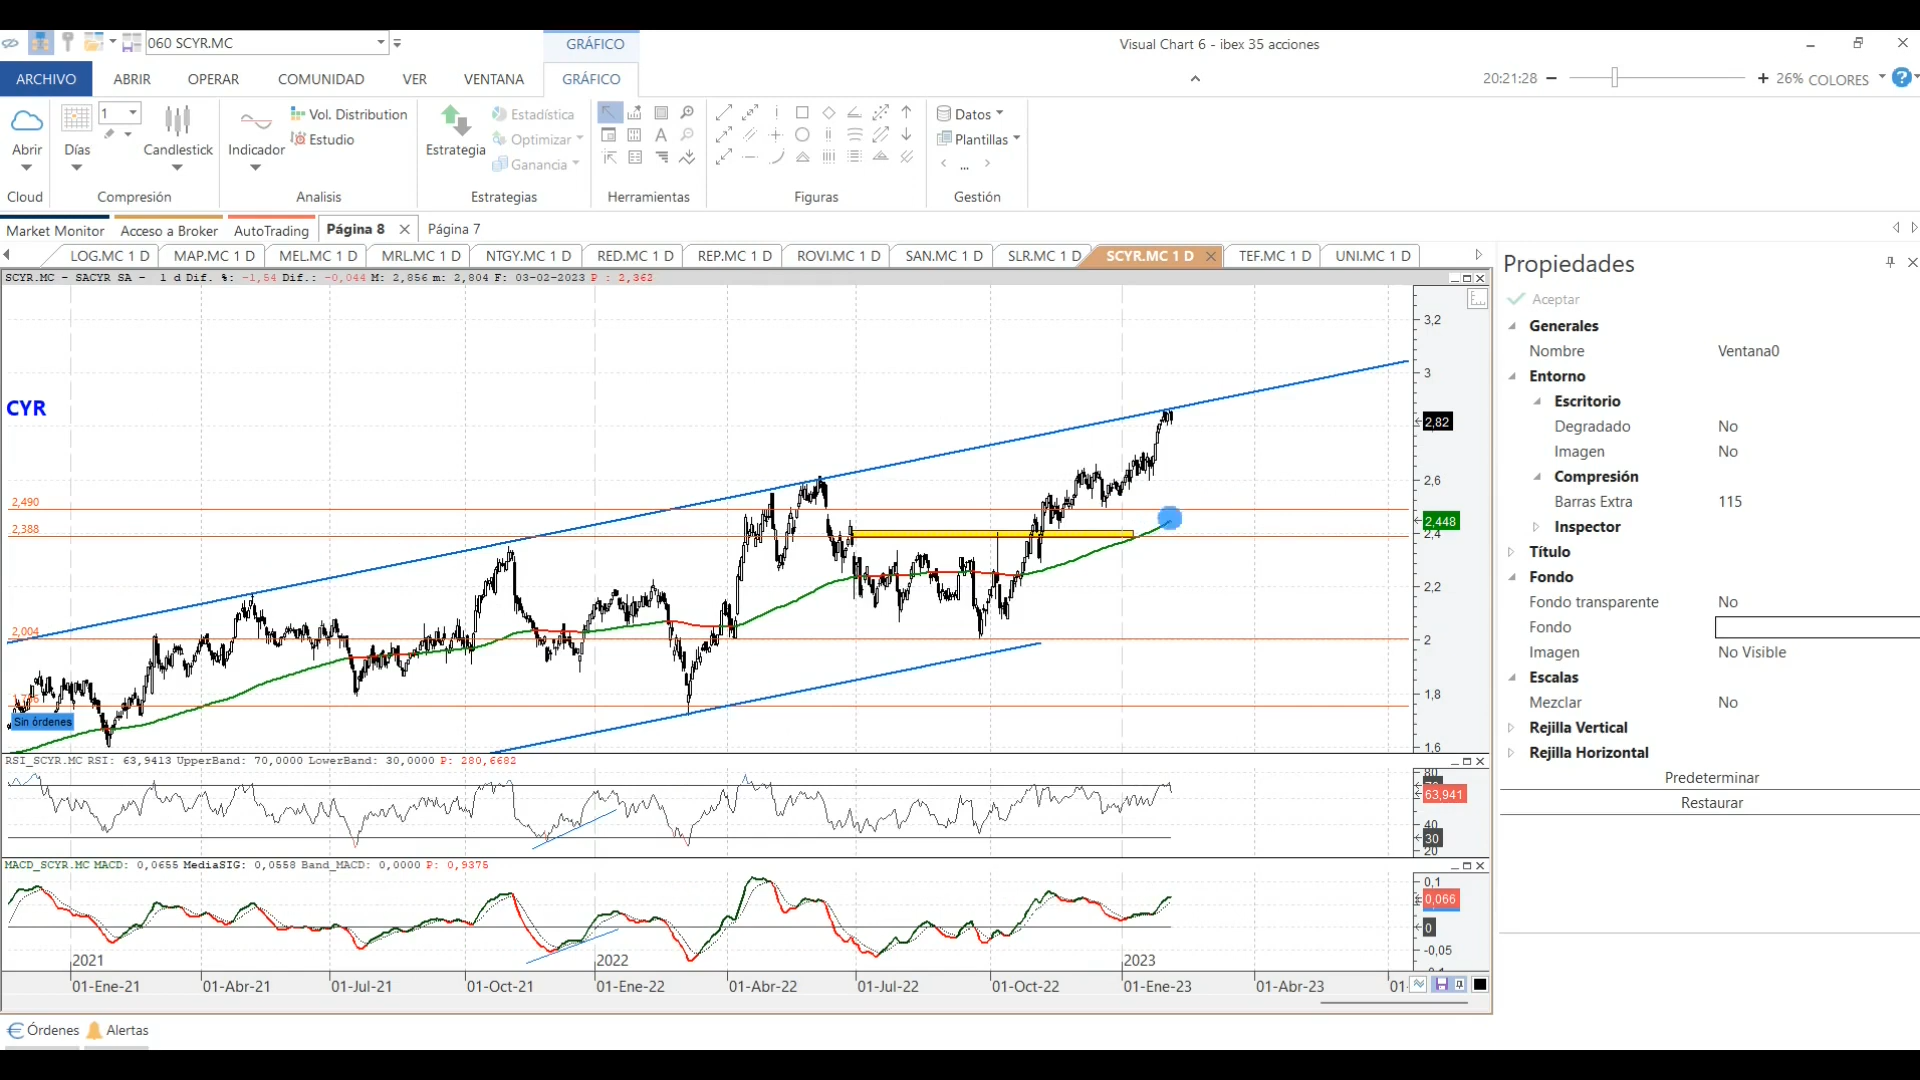 060 SCYR.MC
GRÁFICO
Visual Chart 6 - ibex 35 acciones
ARCHIVO ABRIR OPERAR COMUNIDAD VER VENTANA GRÁFICO
20:21:28 26% COLORES
Abrir
Cloud
1
Días
Candlestick
Compresión
Indicador
Vol. Distribution
Estudio
Analisis
Estrategia
Estadística
Optimizar
Ganancia
Estrategias
Herramientas
Figuras
Datos
Plantillas
...
Gestión
Market Monitor Acceso a Broker AutoTrading Página 8 Página 7
LOG.MC 1 D MAP.MC 1 D MEL.MC 1 D MRL.MC 1 D NTGY.MC 1 D RED.MC 1 D REP.MC 1 D ROVI.MC 1 D SAN.MC 1 D SLR.MC 1 D SCYR.MC 1 D TEF.MC 1 D UNI.MC 1 D
SCYR.MC - SACYR SA - 1 d Dif. %: -1,54 Dif.: -0,044 M: 2,856 m: 2,804 F: 03-02-2023 P : 2,362
CYR
3,2
3
2,82
2,6
2,448
2,4
2,2
2
1,8
1,6
2,490
2,388
2,004
Sin órdenes
RSI_SCYR.MC RSI: 63,9413 UpperBand: 70,0000 LowerBand: 30,0000 P: 280,6682
80
63,941
40
30
20
MACD_SCYR.MC MACD: 0,0655 MediaSIG: 0,0558 Band_MACD: 0,0000 P: 0,9375
0,1
0,066
0
-0,05
2021 2022 2023
01-Ene-21 01-Abr-21 01-Jul-21 01-Oct-21 01-Ene-22 01-Abr-22 01-Jul-22 01-Oct-22 01-Ene-23 01-Abr-23 01-
Propiedades
Aceptar
Generales
Nombre Ventana0
Entorno
Escritorio
Degradado No
Imagen No
Compresión
Barras Extra 115
Inspector
Título
Fondo
Fondo transparente No
Fondo
Imagen No Visible
Escalas
Mezclar No
Rejilla Vertical
Rejilla Horizontal
Predeterminar
Restaurar
Órdenes Alertas